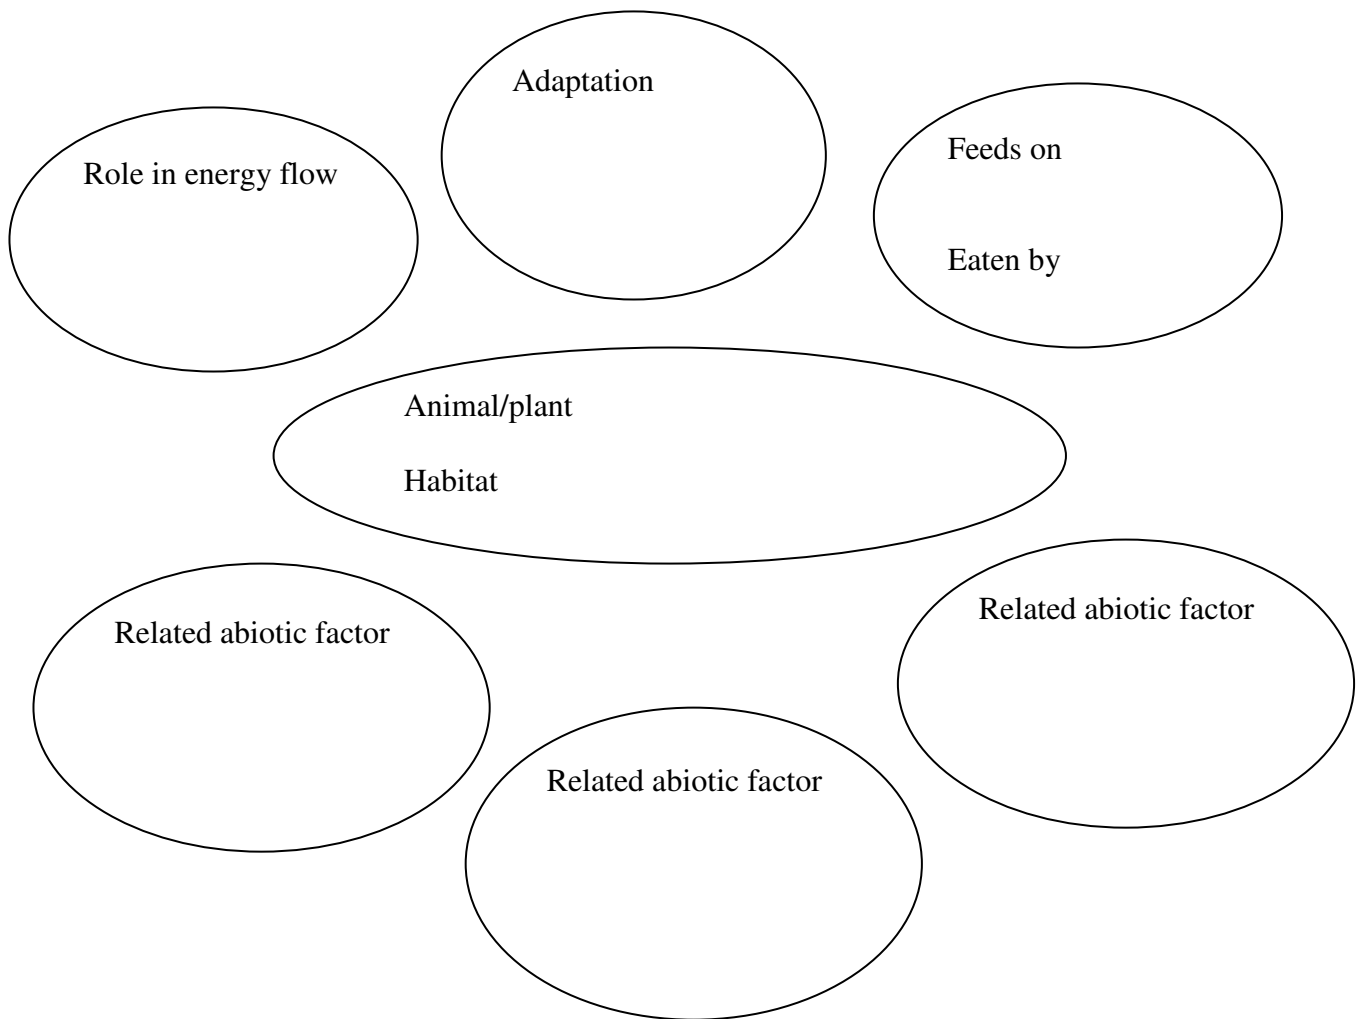 Adaptation
Role in energy flow
Feeds on
Eaten by
Animal/plant
Habitat
Related abiotic factor
Related abiotic factor
Related abiotic factor